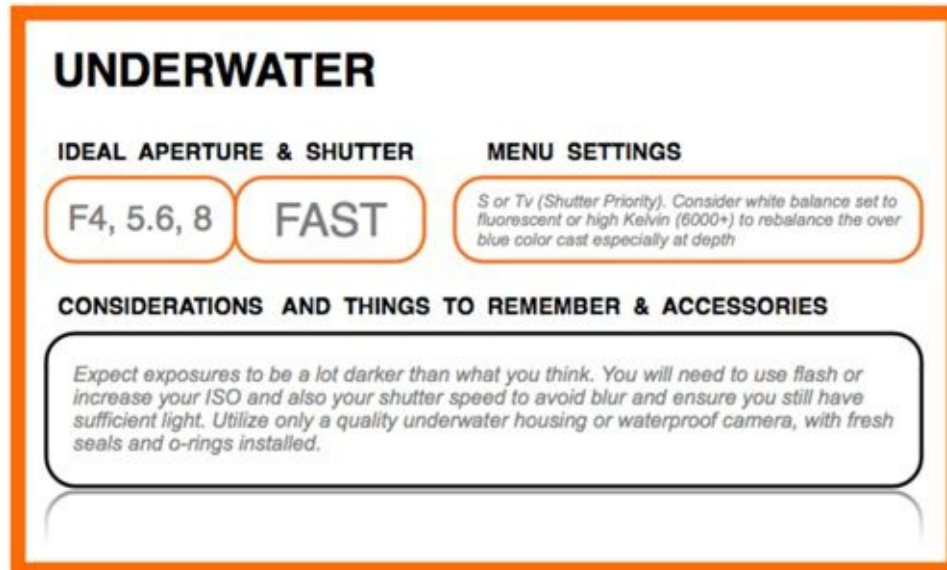 UNDERWATER
IDEAL APERTURE & SHUTTER
MENU SETTINGS
F4, 5.6, 8
FAST
S or Tv (Shutter Priority). Consider white balance set to
fluorescent or high Kelvin (6000+) to rebalance the over
blue color cast especially at depth
CONSIDERATIONS AND THINGS TO REMEMBER & ACCESSORIES
Expect exposures to be a lot darker than what you think. You will need to use flash or
increase your ISO and also your shutter speed to avoid blur and ensure you still have
sufficient light. Utilize only a quality underwater housing or waterproof camera, with fresh
seals and o-rings installed.